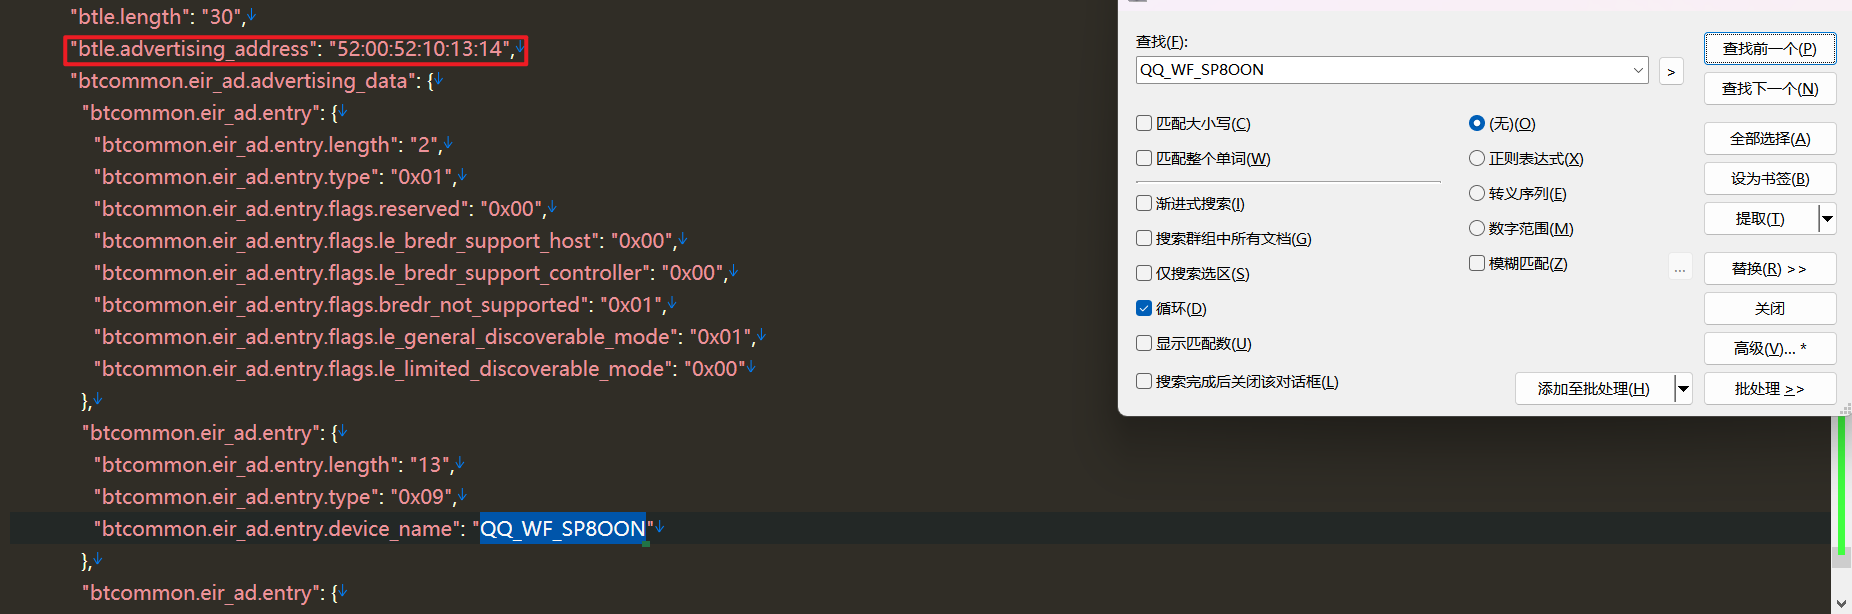 "btle.length": "30",↓
"btle.advertising_address": "52:00:52:10:13:14",↓
"btcommon.eir_ad.advertising_data": {↓
"btcommon.eir_ad.entry": {↓
"btcommon.eir_ad.entry.length": "2",↓
"btcommon.eir_ad.entry.type": "0x01",↓
"btcommon.eir_ad.entry.flags.reserved": "0x00",↓
"btcommon.eir_ad.entry.flags.le_bredr_support_host": "0x00",↓
"btcommon.eir_ad.entry.flags.le_bredr_support_controller": "0x00",↓
"btcommon.eir_ad.entry.flags.bredr_not_supported": "0x01",↓
"btcommon.eir_ad.entry.flags.le_general_discoverable_mode": "0x01",↓
"btcommon.eir_ad.entry.flags.le_limited_discoverable_mode": "0x00"↓
},↓
"btcommon.eir_ad.entry": {↓
"btcommon.eir_ad.entry.length": "13",↓
"btcommon.eir_ad.entry.type": "0x09",↓
"btcommon.eir_ad.entry.device_name": "QQ_WF_SP8OON"↓
},↓
"btcommon.eir_ad.entry": {↓
查找(F):
QQ_WF_SP8OON
>
匹配大小写(C)
匹配整个单词(W)
渐进式搜索(I)
搜索群组中所有文档(G)
仅搜索选区(S)
循环(D)
显示匹配数(U)
搜索完成后关闭该对话框(L)
(无)(O)
正则表达式(X)
转义序列(E)
数字范围(M)
模糊匹配(Z)
...
添加至批处理(H)
查找前一个(P)
查找下一个(N)
全部选择(A)
设为书签(B)
提取(T)
替换(R) >>
关闭
高级(V)... *
批处理 >>